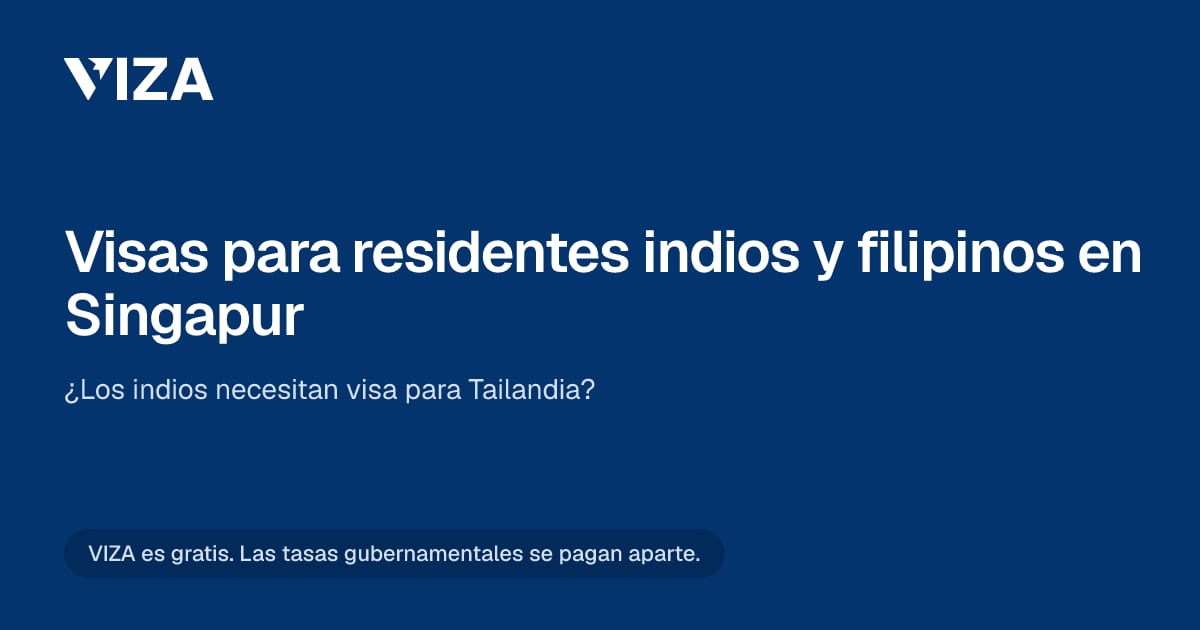 VIZA
Visas para residentes indios y filipinos en
Singapur
¿Los indios necesitan visa para Tailandia?
VIZA es gratis. Las tasas gubernamentales se pagan aparte.